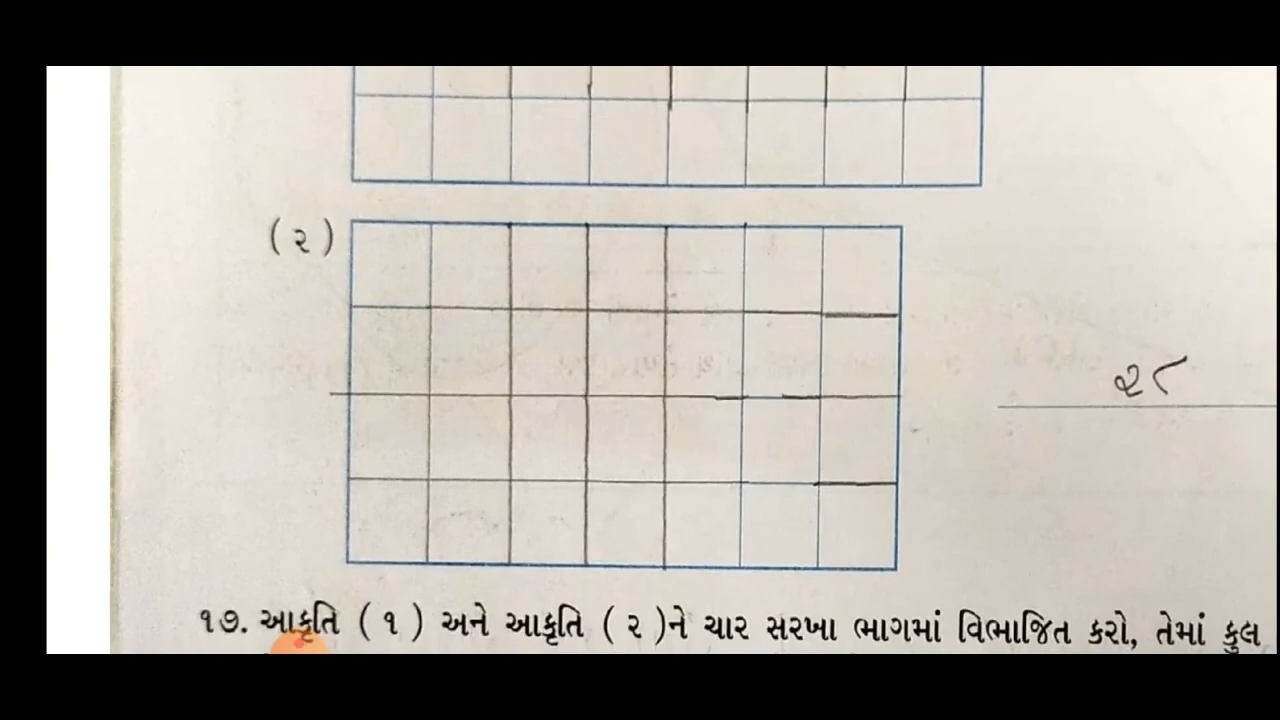 (૨)
૨૮
૧૭. આકૃતિ (૧) અને આકૃતિ (૨)ને ચાર સરખા ભાગમાં વિભાજિત કરો, તેમાં કુલ